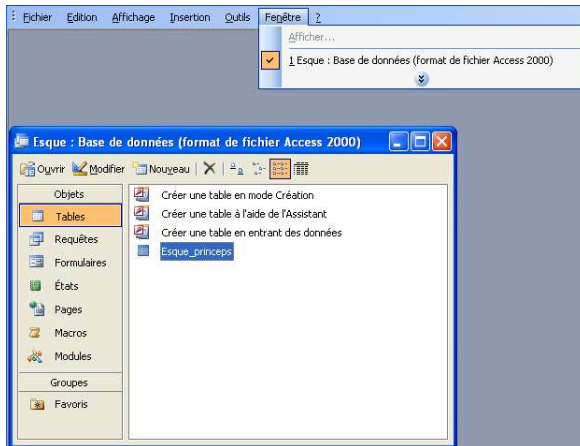 Fichier Edition Affichage Insertion Outils Fenêtre ?
Afficher...
1 Esque : Base de données (format de fichier Access 2000)
Esque : Base de données (format de fichier Access 2000)
Ouvrir Modifier Nouveau
Objets
Tables
Requêtes
Formulaires
États
Pages
Macros
Modules
Groupes
Favoris
Créer une table en mode Création
Créer une table à l'aide de l'Assistant
Créer une table en entrant des données
Esque_princeps